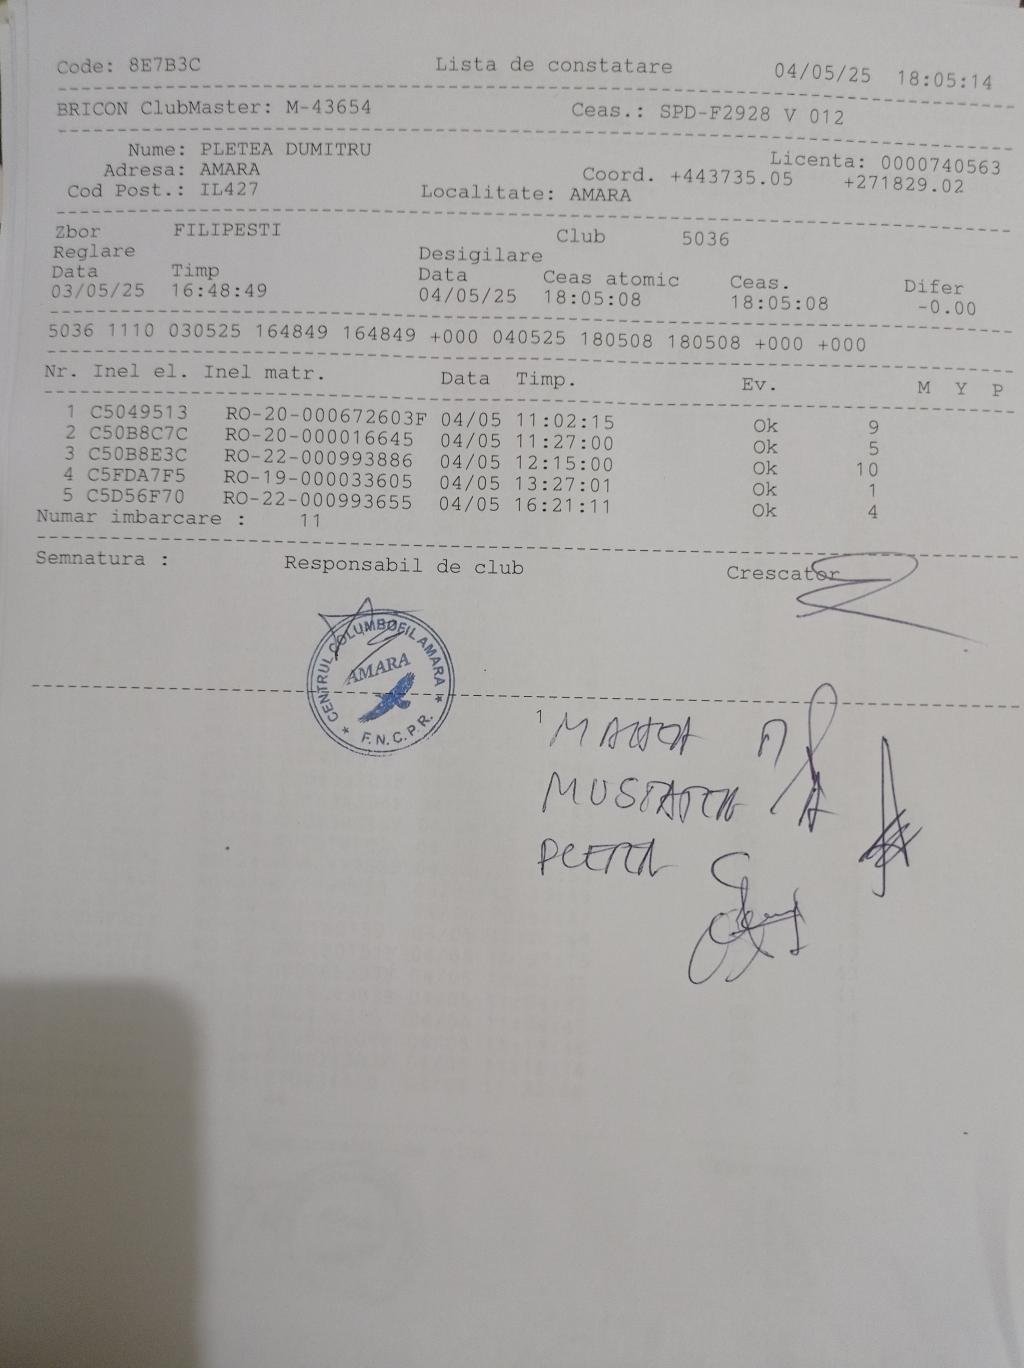 Code: 8E7B3C Lista de constatare 04/05/25 18:05:14
BRICON ClubMaster: M-43654 Ceas.: SPD-F2928 V 012
Nume: PLETEA DUMITRU Licenta: 0000740563
Adresa: AMARA Coord. +443735.05 +271829.02
Cod Post.: IL427 Localitate: AMARA
Zbor FILIPESTI Club 5036
Reglare Desigilare
Data Timp Data Ceas atomic Ceas. Difer
03/05/25 16:48:49 04/05/25 18:05:08 18:05:08 -0.00
5036 1110 030525 164849 164849 +000 040525 180508 180508 +000 +000
Nr. Inel el. Inel matr. Data Timp. Ev. M Y P
1 C5049513 RO-20-000672603F 04/05 11:02:15 Ok 9
2 C50B8C7C RO-20-000016645 04/05 11:27:00 Ok 5
3 C50B8E3C RO-22-000993886 04/05 12:15:00 Ok 10
4 C5FDA7F5 RO-19-000033605 04/05 13:27:01 Ok 1
5 C5D56F70 RO-22-000993655 04/05 16:21:11 Ok 4
Numar imbarcare : 11
Semnatura : Responsabil de club Crescator
CENTRUL COLUMBOFIL AMARA
AMARA
★ F.N.C.P.R. ★
1
MUSTATEA
PLETEA